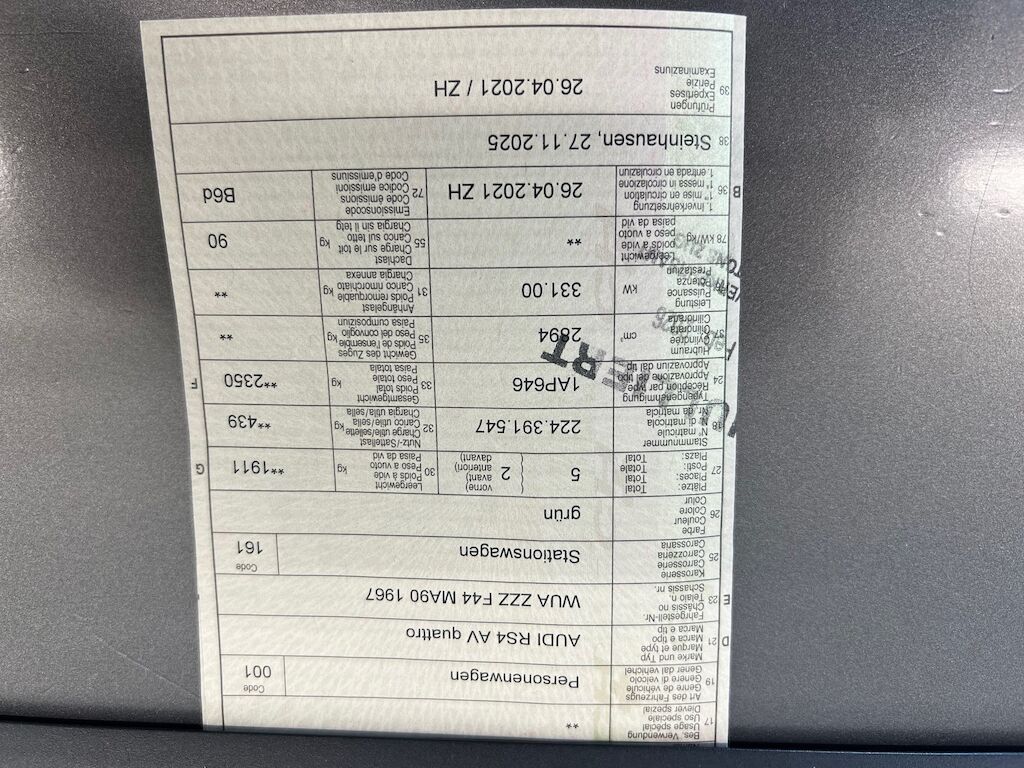 Bes. Verwendung
17 Usage spécial **
Uso speciale
Diever spezial
Art des Fahrzeugs Code
19 Genre de véhicule Personenwagen 001
Genere di veicolo
Gener dal vehichel
Marke und Typ
D 21 Marque et type AUDI RS4 AV quattro
Marca e tipo
Marca e tip
Fahrgestell-Nr.
E 23 Châssis no WUA ZZZ F44 MA90 1967
Telaio n.
Schassis nr.
Karosserie Code
25 Carrosserie Stationswagen 161
Carrozzeria
Carossaria
Farbe
26 Couleur grün
Colore
Colur
Plätze: Total vorne Leergewicht G
27 Places: Total 5 (avant) 2 30 Poids à vide kg **1911
Posti: Totale (anteriori) Peso a vuoto
Plazs: Total davant) Paisa da vid
Stammnummer Nutz-/Sattellast
18 N° matricule 224.391.547 32 Charge utile/sellette kg **439
N. di matricola Carico utile/sella
Nr. da matricla Chargia utila/sella
Typengenehmigung Gesamtgewicht F
24 Réception par type 1AP646 33 Poids total kg **2350
Approvazione del tipo Peso totale
Approvaziun dal tip Paisa totala
Hubraum Gewicht des Zuges
37 Cylindrée cm³ 2894 35 Poids de l'ensemble kg **
Cilindrata Peso del convoglio
Cilindrada Paisa cumposiziun
Leistung Anhängelast
Puissance kW 331.00 31 Poids remorquable kg **
Potenza Carico rimorchiato
Prestaziun Chargia annexa
Leergewicht Dachlast
78 kW/kg poids à vide ** 55 Charge sur le toit kg 90
peso a vuoto Carico sul tetto
paisa da vid Chargia sin il tetg
1. Inverkehrsetzung Emissionscode
B 36 1re mise en circulation 26.04.2021 ZH 72 Code émissions B6d
1a messa in circolazione Codice emissioni
1. entrada en circulaziun Code d'emissiuns
38 Steinhausen, 27.11.2025
Prüfungen
39 Expertises 26.04.2021 / ZH
Perizie
Examinaziuns